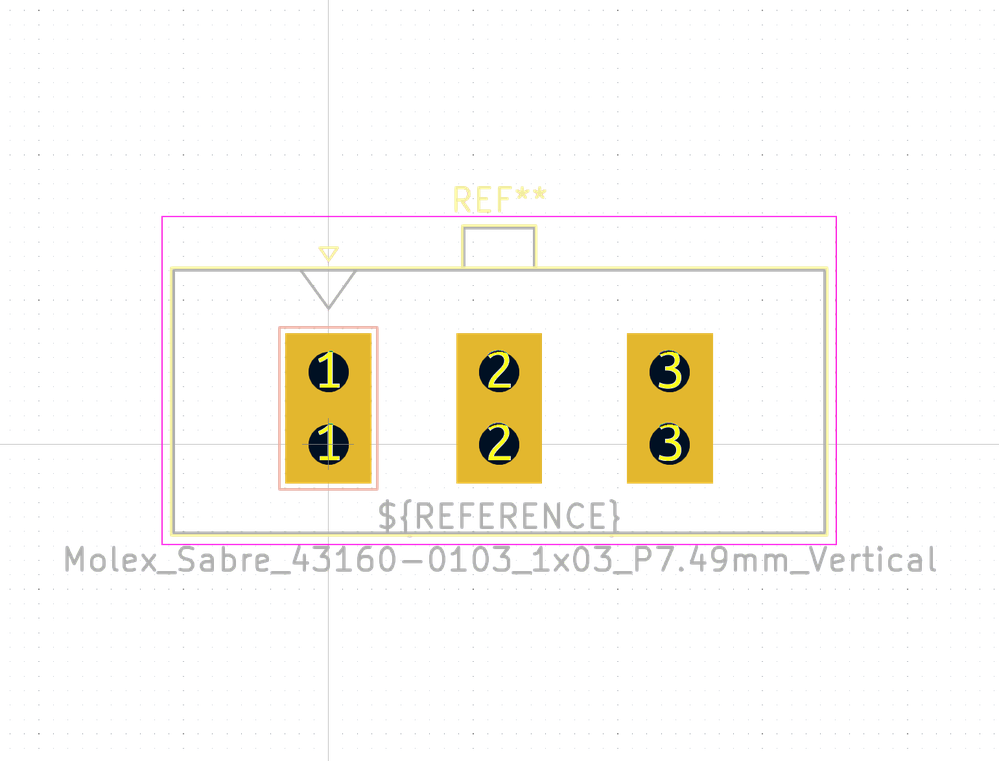 REF**
1 2 3
1 2 3
${REFERENCE}
Molex_Sabre_43160-0103_1x03_P7.49mm_Vertical